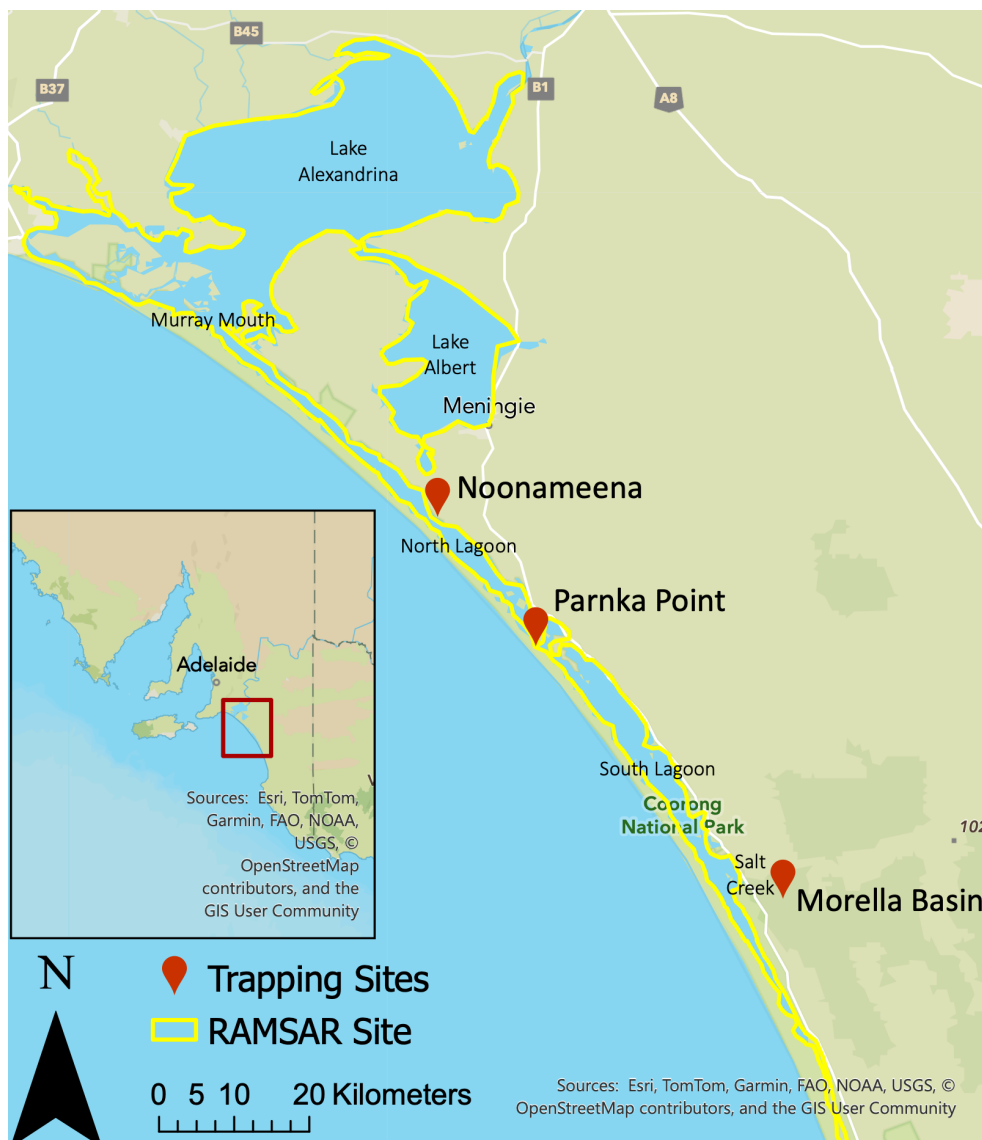 B45
B37
B1
A8
Lake
Alexandrina
Murray Mouth
Lake
Albert
Meningie
Noonameena
North Lagoon
Parnka Point
South Lagoon
Coorong
National Park
102
Salt
Creek
Morella Basin
Adelaide
V
Sources: Esri, TomTom,
Garmin, FAO, NOAA,
USGS, ©
OpenStreetMap
contributors, and the
GIS User Community
N
Trapping Sites
RAMSAR Site
0 5 10 20 Kilometers
Sources: Esri, TomTom, Garmin, FAO, NOAA, USGS, ©
OpenStreetMap contributors, and the GIS User Community